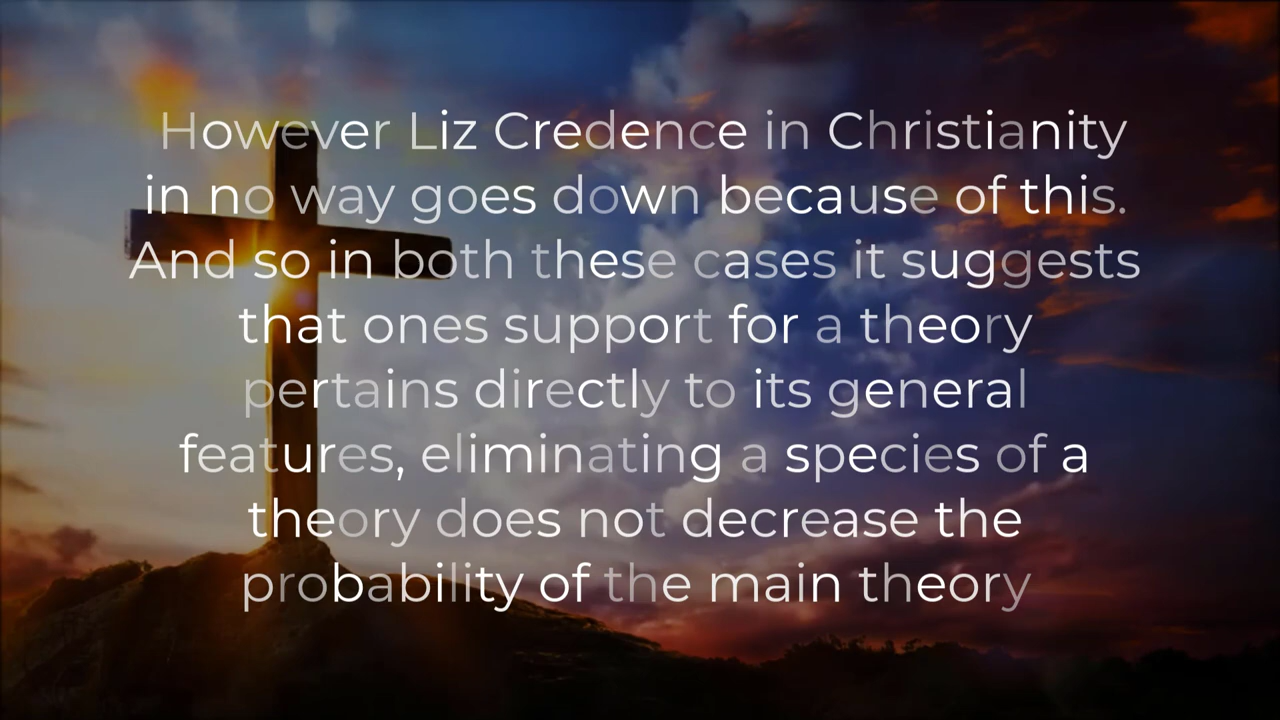 However Liz Credence in Christianity
in no way goes down because of this.
And so in both these cases it suggests
that ones support for a theory
pertains directly to its general
features, eliminating a species of a
theory does not decrease the
probability of the main theory